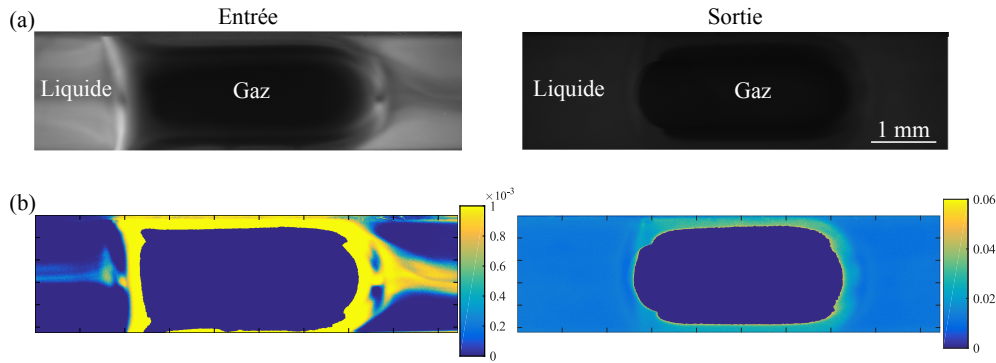 (a)
Entrée
Sortie
Liquide
Gaz
Liquide
Gaz
1 mm
(b)
×10⁻³
1
0.8
0.6
0.4
0.2
0
0.06
0.04
0.02
0